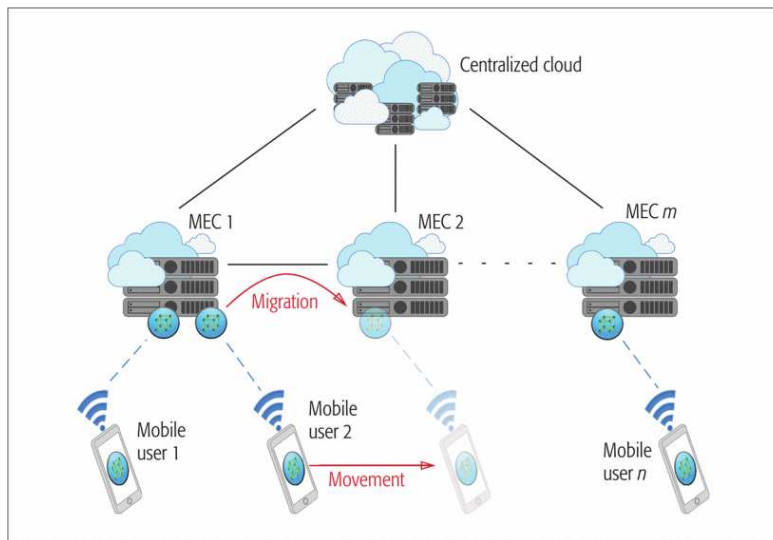 Centralized cloud
MEC 1
MEC 2
MEC m
Migration
Mobile
user 1
Mobile
user 2
Movement
Mobile
user n